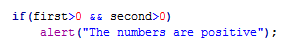 if(first>0 && second>0)
    alert("The numbers are positive");